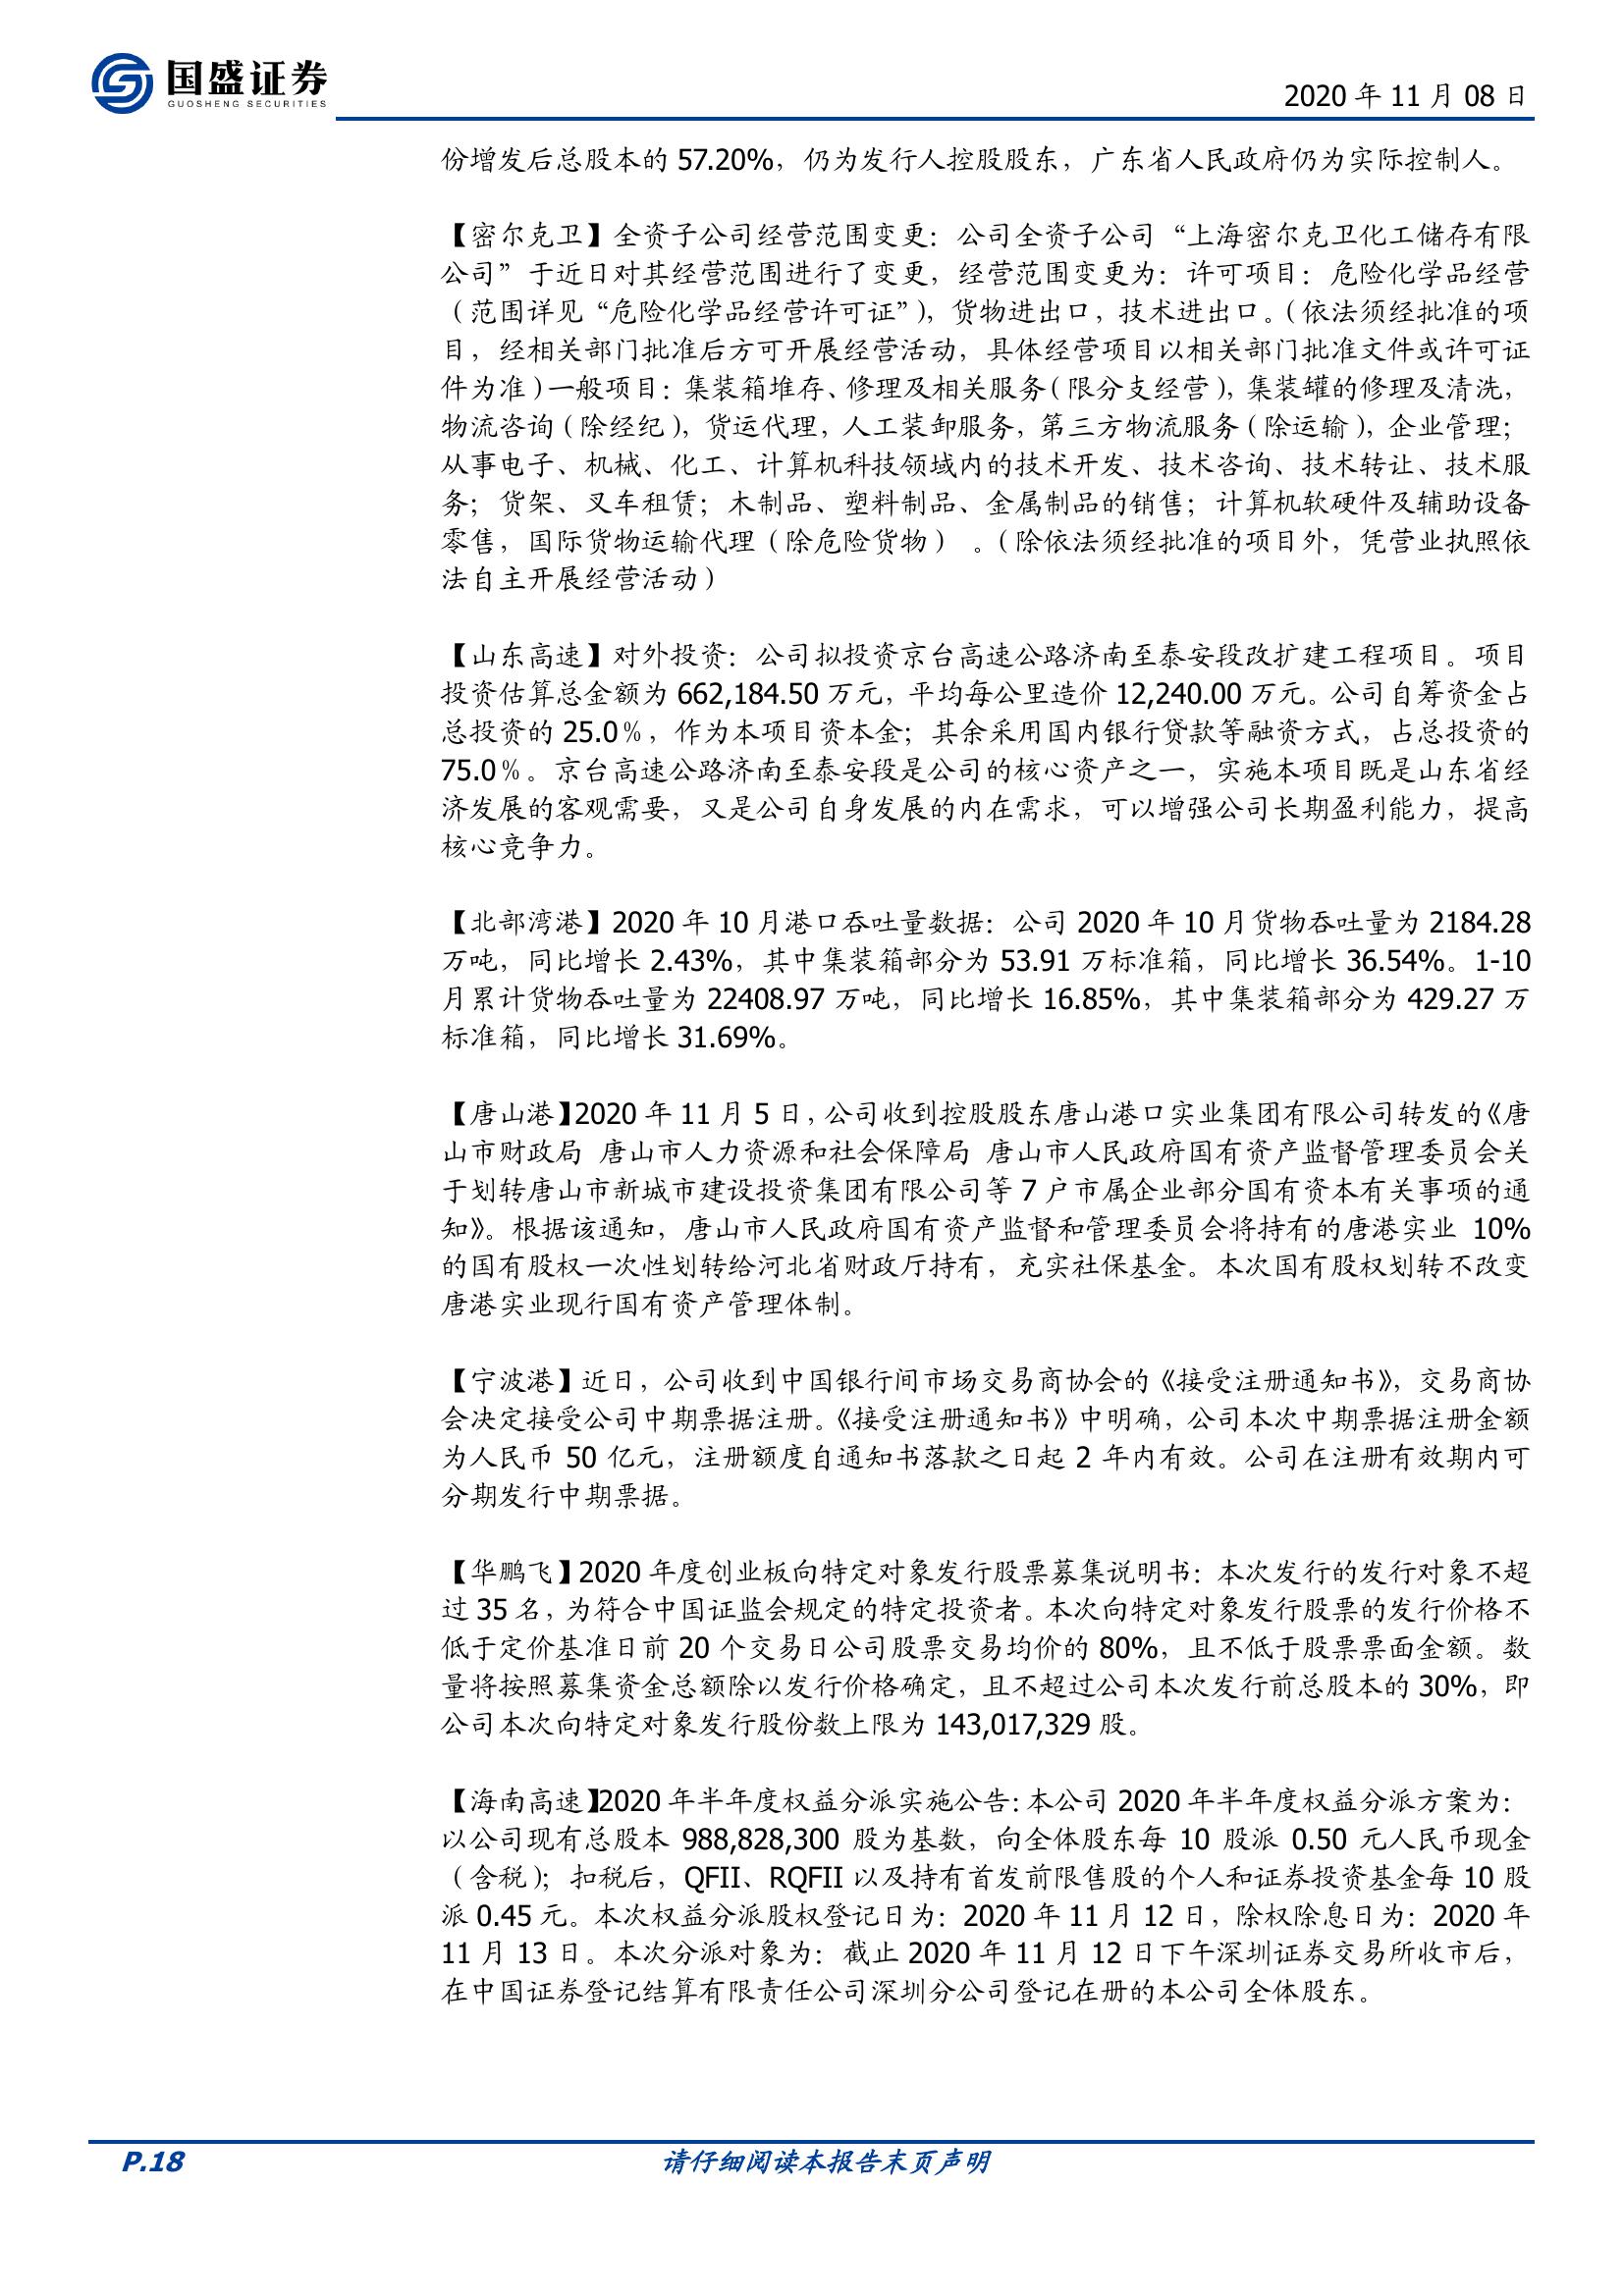 国盛证券
GUOSHENG SECURITIES
2020 年 11 月 08 日
份增发后总股本的 57.20%，仍为发行人控股股东，广东省人民政府仍为实际控制人。
【密尔克卫】全资子公司经营范围变更：公司全资子公司“上海密尔克卫化工储存有限
公司”于近日对其经营范围进行了变更，经营范围变更为：许可项目：危险化学品经营
（范围详见“危险化学品经营许可证”），货物进出口，技术进出口。（依法须经批准的项
目，经相关部门批准后方可开展经营活动，具体经营项目以相关部门批准文件或许可证
件为准）一般项目：集装箱堆存、修理及相关服务（限分支经营），集装罐的修理及清洗，
物流咨询（除经纪），货运代理，人工装卸服务，第三方物流服务（除运输），企业管理；
从事电子、机械、化工、计算机科技领域内的技术开发、技术咨询、技术转让、技术服
务；货架、叉车租赁；木制品、塑料制品、金属制品的销售；计算机软硬件及辅助设备
零售，国际货物运输代理（除危险货物） 。（除依法须经批准的项目外，凭营业执照依
法自主开展经营活动）
【山东高速】对外投资：公司拟投资京台高速公路济南至泰安段改扩建工程项目。项目
投资估算总金额为 662,184.50 万元，平均每公里造价 12,240.00 万元。公司自筹资金占
总投资的 25.0％，作为本项目资本金；其余采用国内银行贷款等融资方式，占总投资的
75.0％。京台高速公路济南至泰安段是公司的核心资产之一，实施本项目既是山东省经
济发展的客观需要，又是公司自身发展的内在需求，可以增强公司长期盈利能力，提高
核心竞争力。
【北部湾港】2020 年 10 月港口吞吐量数据：公司 2020 年 10 月货物吞吐量为 2184.28
万吨，同比增长 2.43%，其中集装箱部分为 53.91 万标准箱，同比增长 36.54%。1-10
月累计货物吞吐量为 22408.97 万吨，同比增长 16.85%，其中集装箱部分为 429.27 万
标准箱，同比增长 31.69%。
【唐山港】2020 年 11 月 5 日，公司收到控股股东唐山港口实业集团有限公司转发的《唐
山市财政局 唐山市人力资源和社会保障局 唐山市人民政府国有资产监督管理委员会关
于划转唐山市新城市建设投资集团有限公司等 7 户市属企业部分国有资本有关事项的通
知》。根据该通知，唐山市人民政府国有资产监督和管理委员会将持有的唐港实业 10%
的国有股权一次性划转给河北省财政厅持有，充实社保基金。本次国有股权划转不改变
唐港实业现行国有资产管理体制。
【宁波港】近日，公司收到中国银行间市场交易商协会的《接受注册通知书》，交易商协
会决定接受公司中期票据注册。《接受注册通知书》中明确，公司本次中期票据注册金额
为人民币 50 亿元，注册额度自通知书落款之日起 2 年内有效。公司在注册有效期内可
分期发行中期票据。
【华鹏飞】2020 年度创业板向特定对象发行股票募集说明书：本次发行的发行对象不超
过 35 名，为符合中国证监会规定的特定投资者。本次向特定对象发行股票的发行价格不
低于定价基准日前 20 个交易日公司股票交易均价的 80%，且不低于股票票面金额。数
量将按照募集资金总额除以发行价格确定，且不超过公司本次发行前总股本的 30%，即
公司本次向特定对象发行股份数上限为 143,017,329 股。
【海南高速】2020 年半年度权益分派实施公告：本公司 2020 年半年度权益分派方案为：
以公司现有总股本 988,828,300 股为基数，向全体股东每 10 股派 0.50 元人民币现金
（含税）；扣税后，QFII、RQFII 以及持有首发前限售股的个人和证券投资基金每 10 股
派 0.45 元。本次权益分派股权登记日为：2020 年 11 月 12 日，除权除息日为：2020 年
11 月 13 日。本次分派对象为：截止 2020 年 11 月 12 日下午深圳证券交易所收市后，
在中国证券登记结算有限责任公司深圳分公司登记在册的本公司全体股东。
P.18
请仔细阅读本报告末页声明